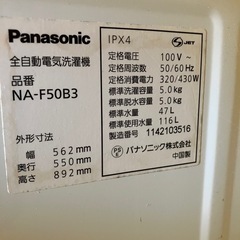 Panasonic
全自動電気洗濯機
品番
NA-F50B3
外形寸法
幅 562mm
奥行 550mm
高さ 892mm
IPX4
JET
定格電圧 100V~
定格周波数 50/60Hz
定格消費電力 320/430W
標準脱水容量 5.0kg
標準洗濯容量 5.0kg
標準水量 47L
標準使用水量 116L
製造番号 1142103516
パナソニック株式会社
中国製